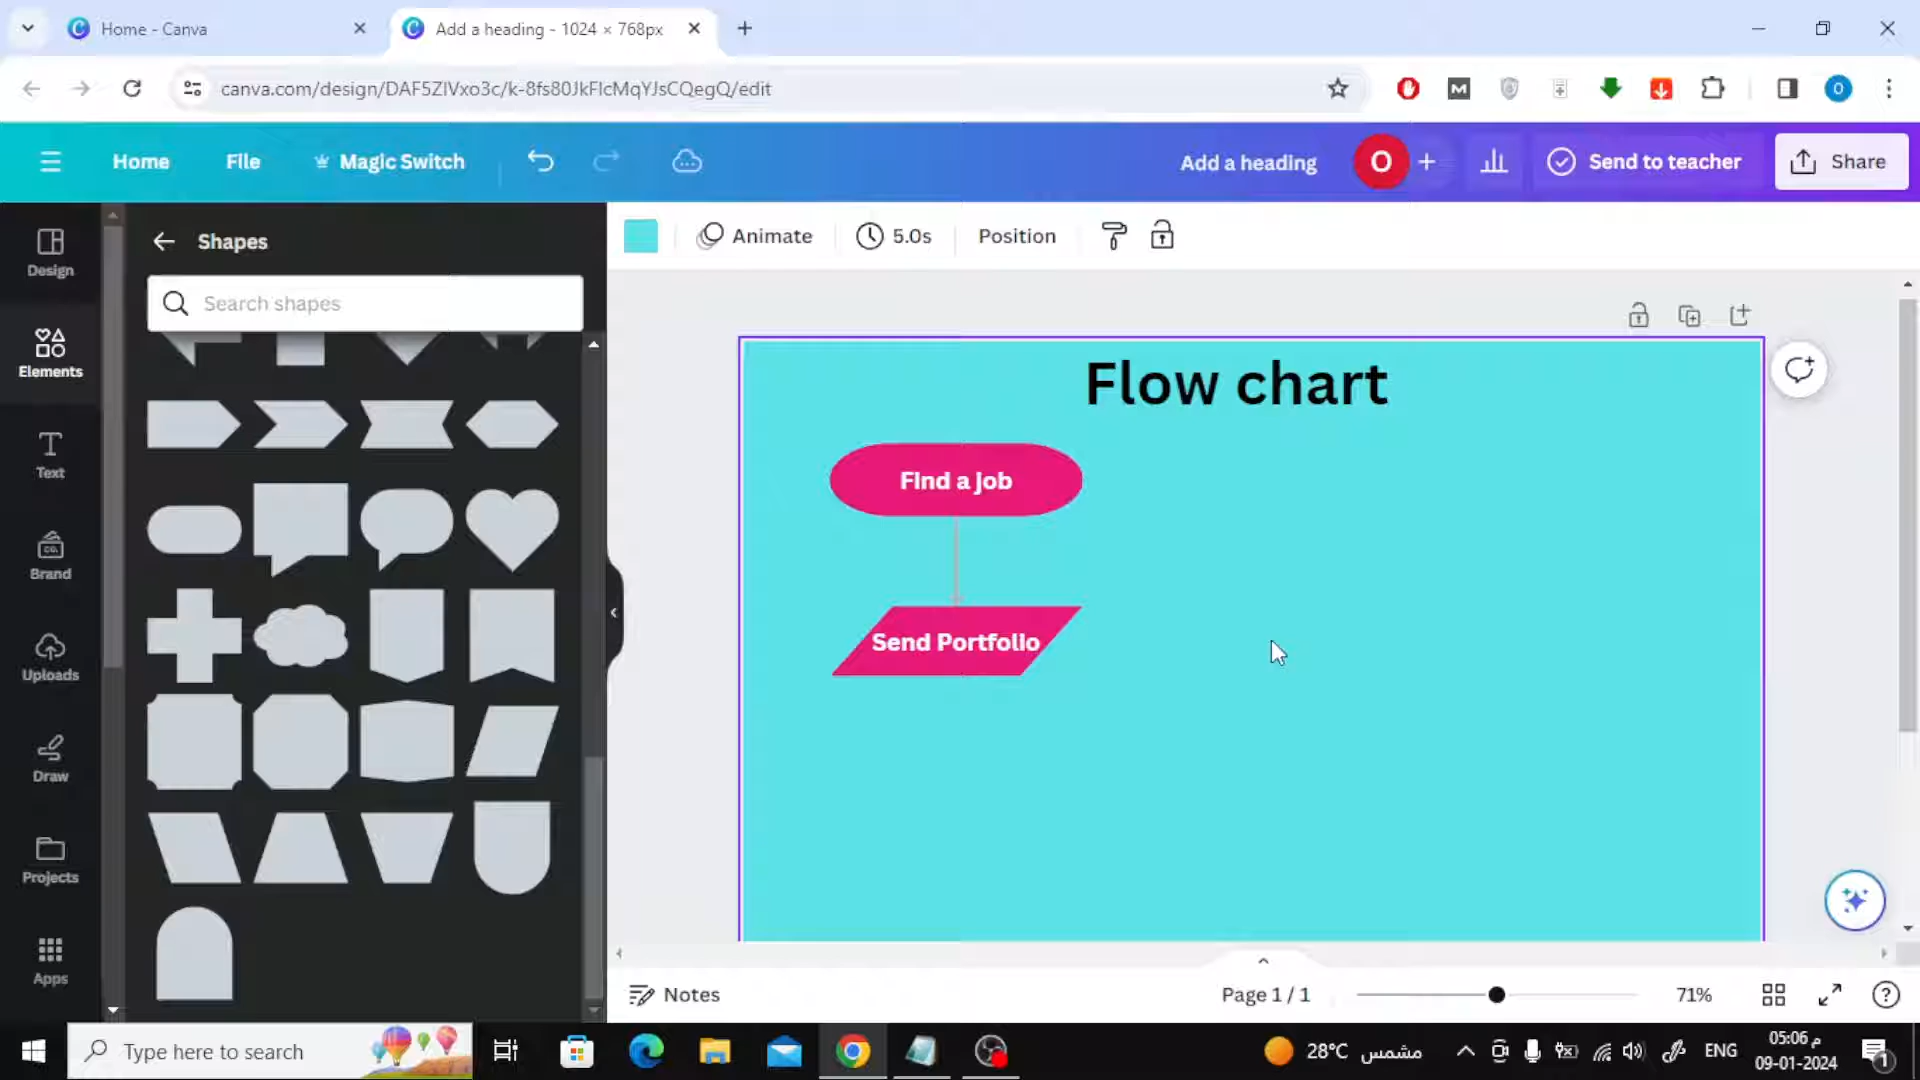 Home - Canva
Add a heading - 1024 × 768px
canva.com/design/DAF5ZIVxo3c/k-8fs80JkFIcMqYJsCQegQ/edit
Home
File
Magic Switch
Add a heading
O
Send to teacher
Share
Design
Elements
Text
Brand
Uploads
Draw
Projects
Apps
Shapes
Search shapes
Animate
5.0s
Position
Flow chart
Find a job
Send Portfolio
Notes
Page 1 / 1
71%
Type here to search
28°C مشمس
ENG
05:06 م
09-01-2024
1